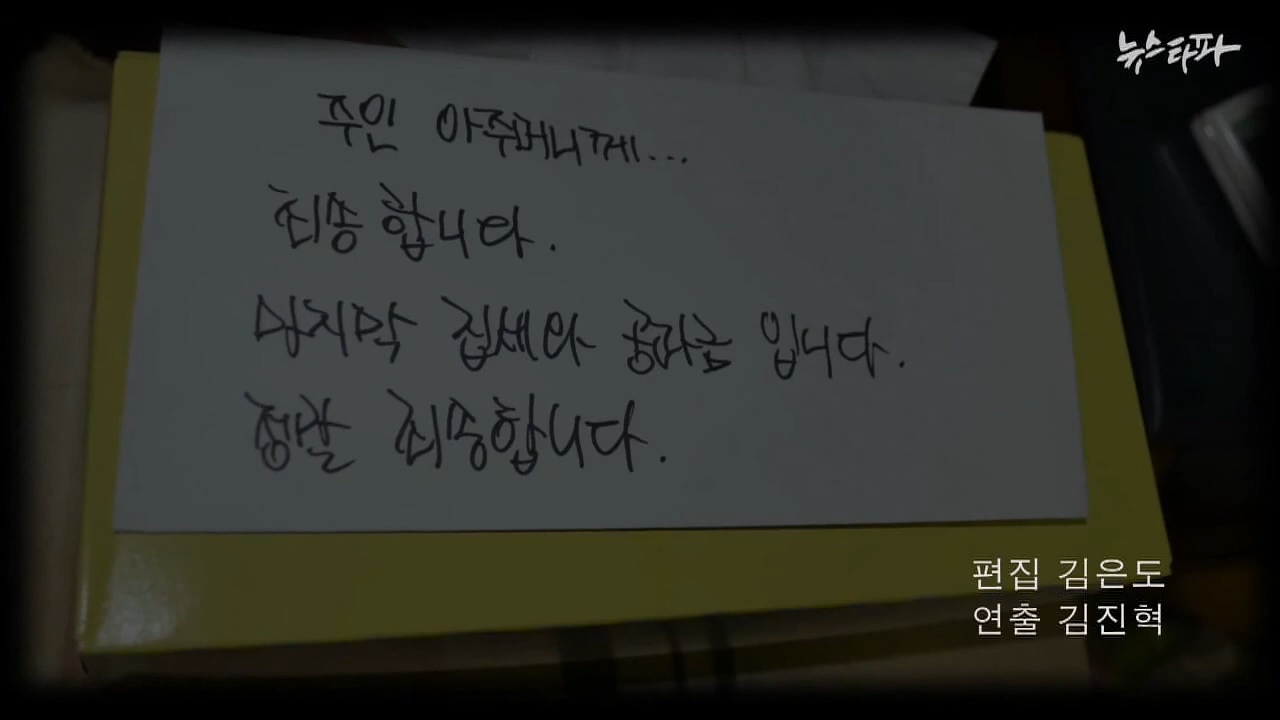 뉴스타파
주인 아주머니께...
죄송합니다.
마지막 집세와 공과금 입니다.
정말 죄송합니다.
편집 김은도
연출 김진혁